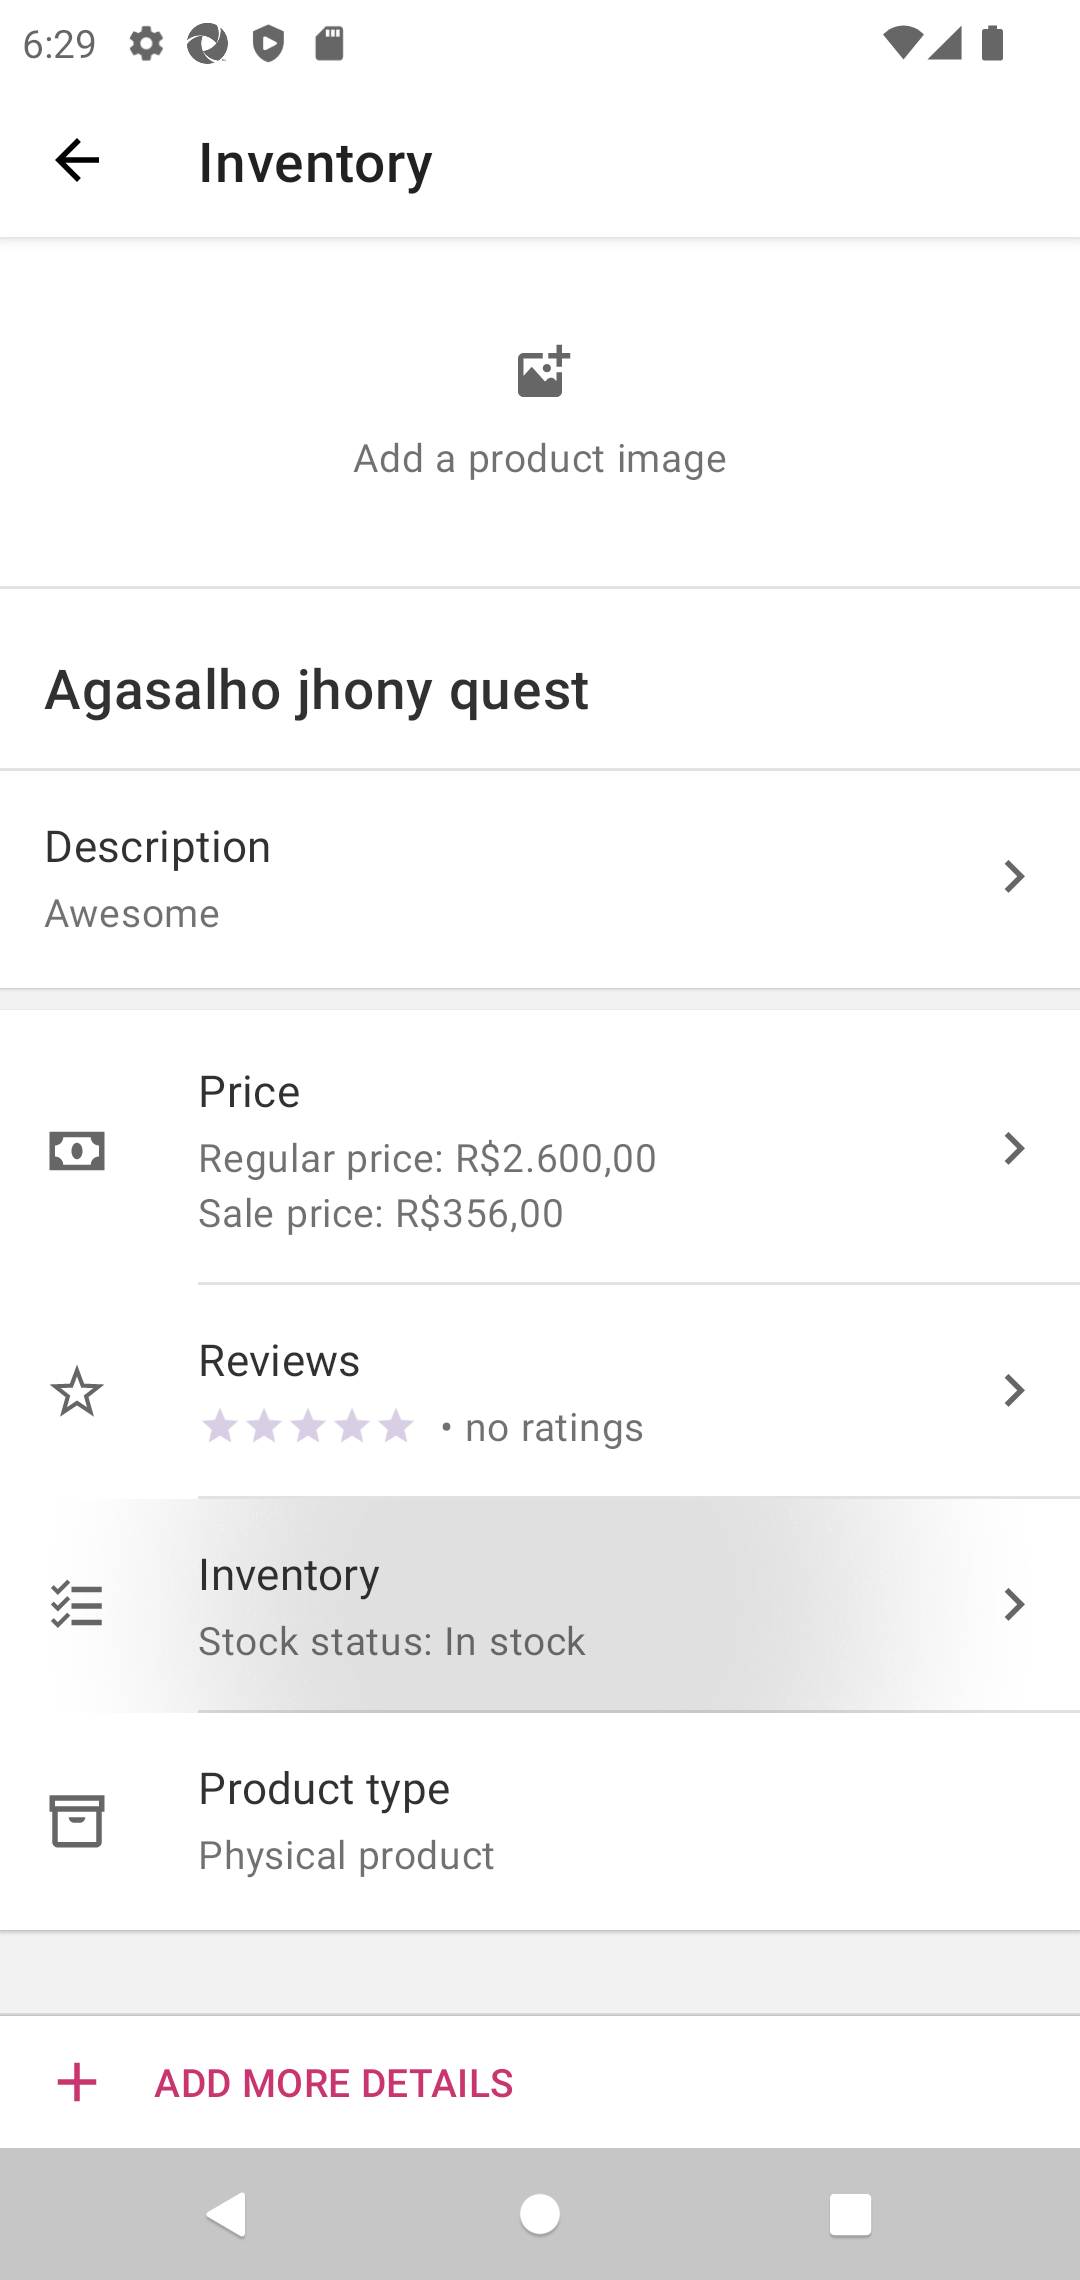 6:29
Inventory
Add a product image
Agasalho jhony quest
Description
Awesome
Price
Regular price: R$2.600,00
Sale price: R$356,00
Reviews
• no ratings
Inventory
Stock status: In stock
Product type
Physical product
ADD MORE DETAILS